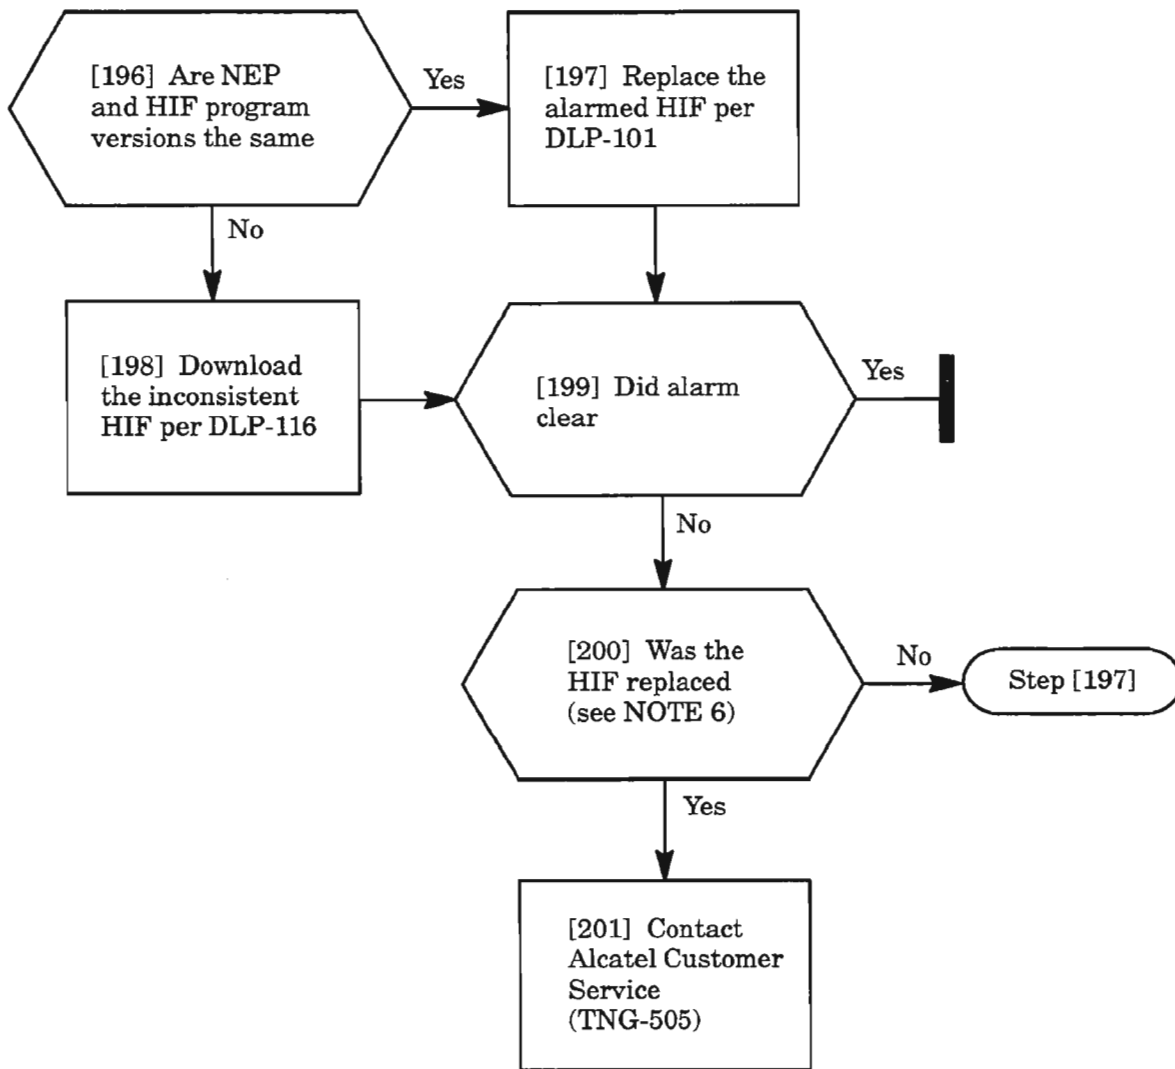 [196] Are NEP
and HIF program
versions the same
Yes
[197] Replace the
alarmed HIF per
DLP-101
No
[198] Download
the inconsistent
HIF per DLP-116
[199] Did alarm
clear
Yes
No
[200] Was the
HIF replaced
(see NOTE 6)
No
Step [197]
Yes
[201] Contact
Alcatel Customer
Service
(TNG-505)